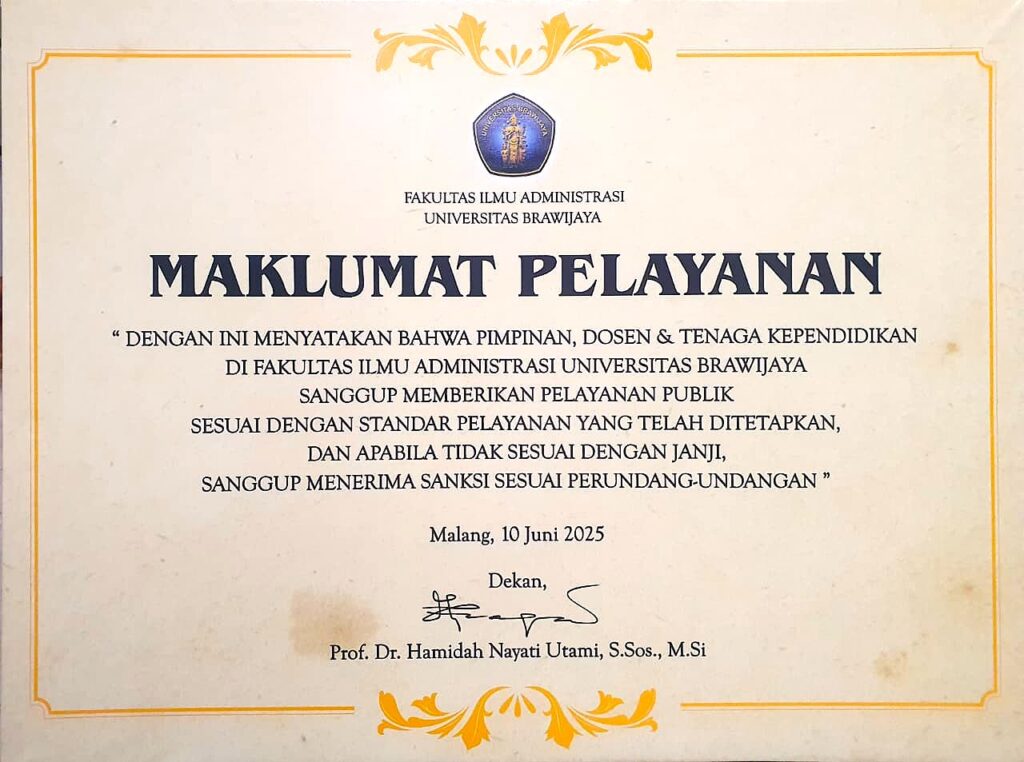 UNIVERSITAS BRAWIJAYA
FAKULTAS ILMU ADMINISTRASI
UNIVERSITAS BRAWIJAYA
MAKLUMAT PELAYANAN
“ DENGAN INI MENYATAKAN BAHWA PIMPINAN, DOSEN & TENAGA KEPENDIDIKAN
DI FAKULTAS ILMU ADMINISTRASI UNIVERSITAS BRAWIJAYA
SANGGUP MEMBERIKAN PELAYANAN PUBLIK
SESUAI DENGAN STANDAR PELAYANAN YANG TELAH DITETAPKAN,
DAN APABILA TIDAK SESUAI DENGAN JANJI,
SANGGUP MENERIMA SANKSI SESUAI PERUNDANG-UNDANGAN ”
Malang, 10 Juni 2025
Dekan,
Prof. Dr. Hamidah Nayati Utami, S.Sos., M.Si